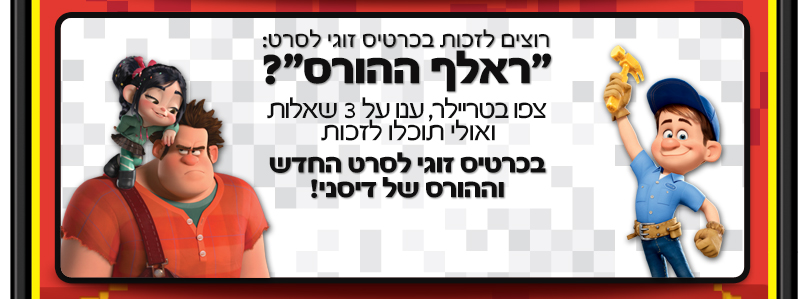 רוצים לזכות בכרטיס זוגי לסרט:
"ראלף ההורס"?
צפו בטריילר, ענו על 3 שאלות
ואולי תוכלו לזכות
בכרטיס זוגי לסרט החדש
וההורס של דיסני!